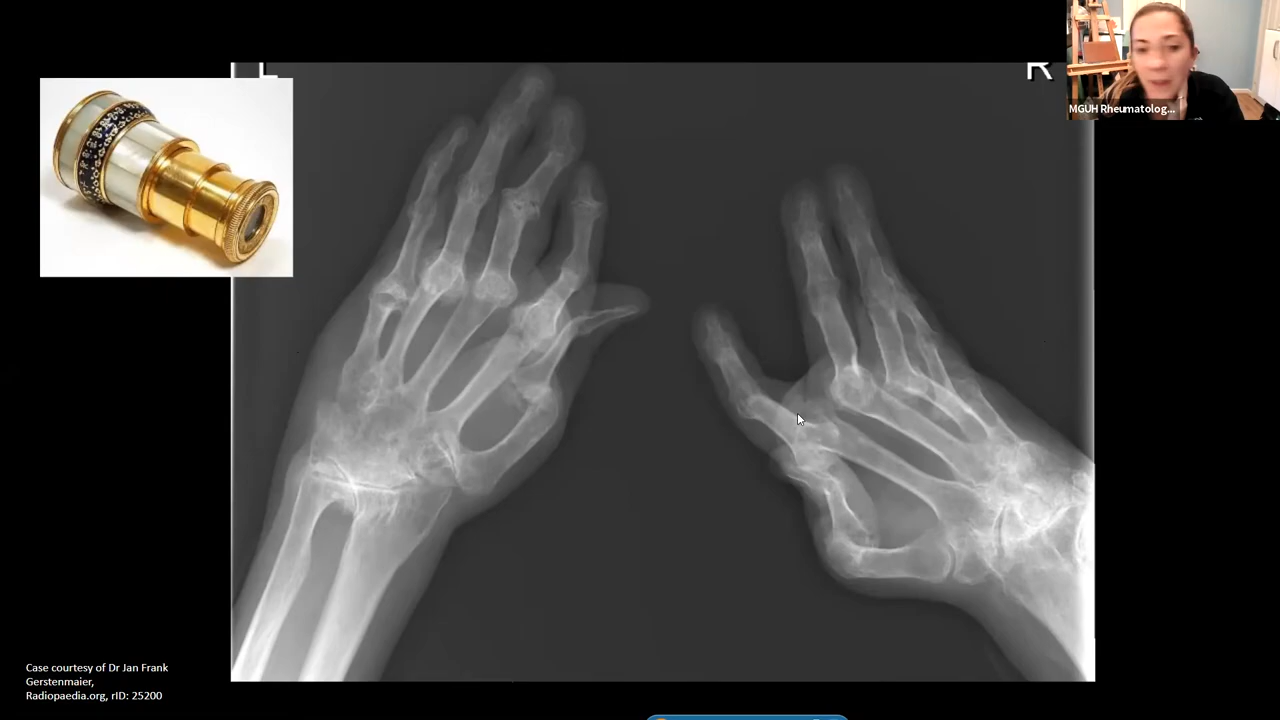 L
R
MGUH Rheumatolog...
Case courtesy of Dr Jan Frank
Gerstenmaier,
Radiopaedia.org, rID: 25200